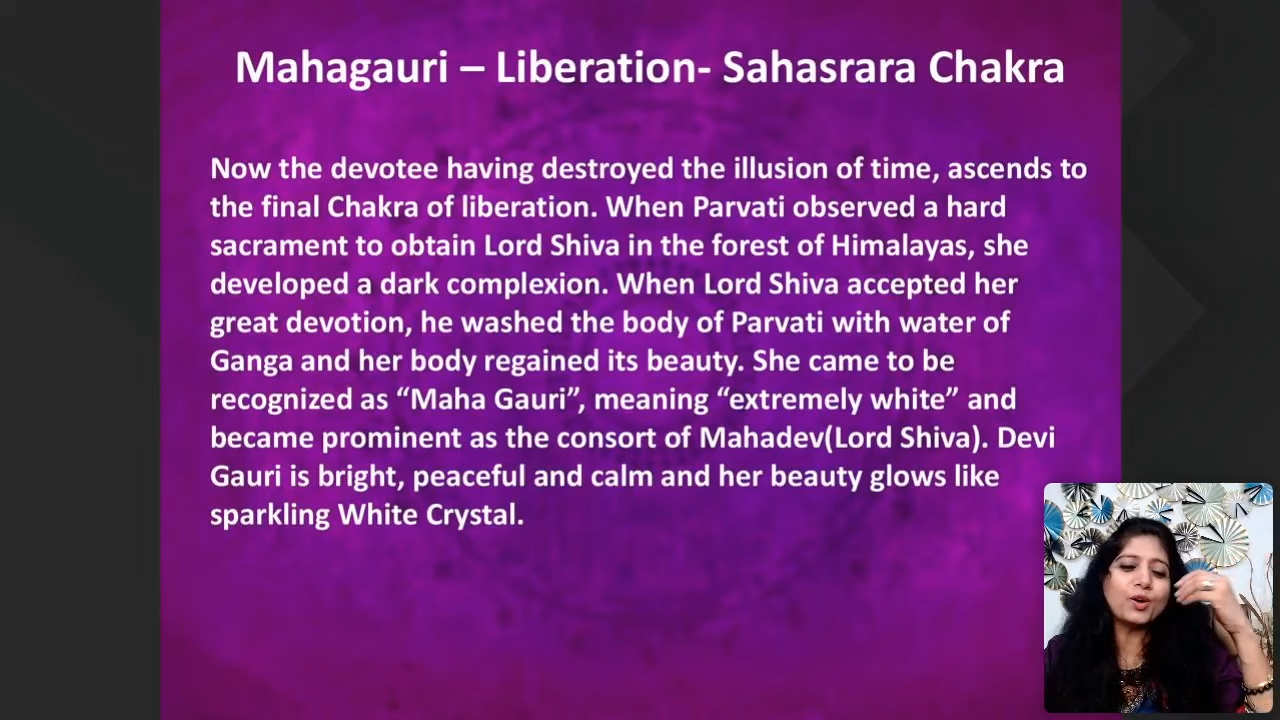 Mahagauri – Liberation- Sahasrara Chakra
Now the devotee having destroyed the illusion of time, ascends to
the final Chakra of liberation. When Parvati observed a hard
sacrament to obtain Lord Shiva in the forest of Himalayas, she
developed a dark complexion. When Lord Shiva accepted her
great devotion, he washed the body of Parvati with water of
Ganga and her body regained its beauty. She came to be
recognized as “Maha Gauri”, meaning “extremely white” and
became prominent as the consort of Mahadev(Lord Shiva). Devi
Gauri is bright, peaceful and calm and her beauty glows like
sparkling White Crystal.